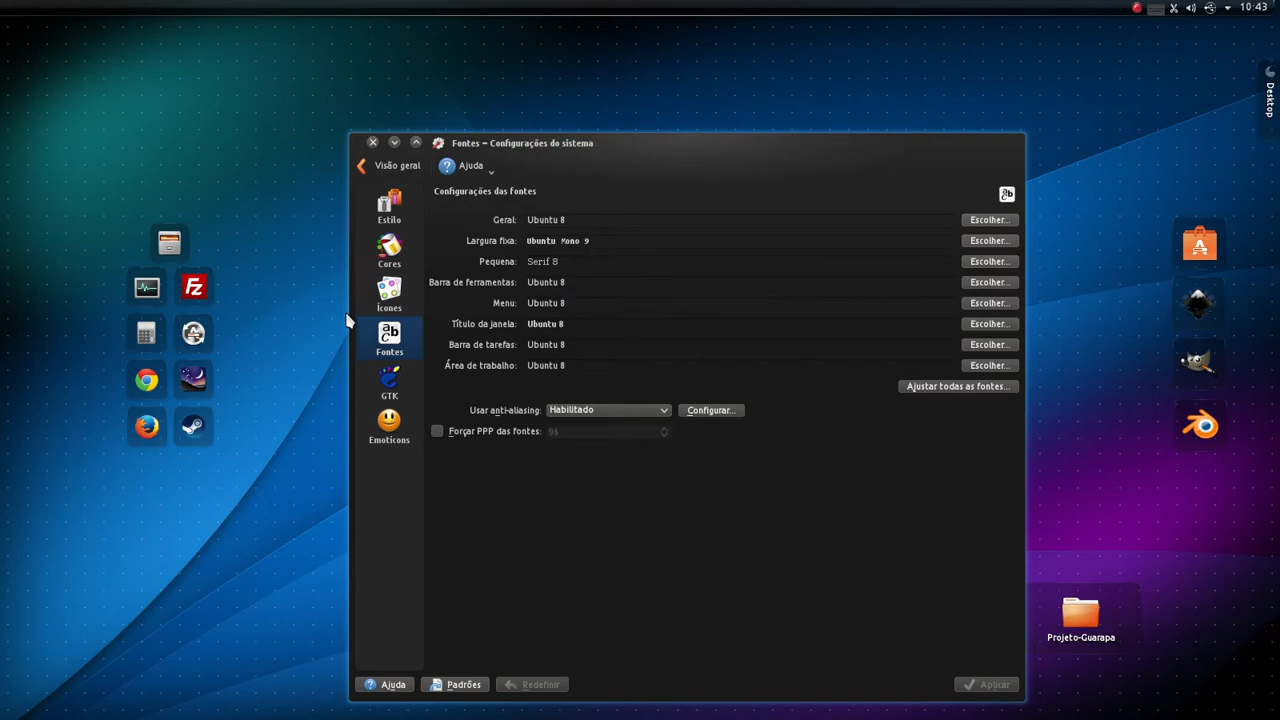 10:43
Desktop
Fontes – Configurações do sistema
Visão geral
Ajuda
Configurações das fontes
Estilo
Cores
Ícones
Fontes
GTK
Emoticons
Geral: Ubuntu 8 Escolher...
Largura fixa: Ubuntu Mono 9 Escolher...
Pequena: Serif 8 Escolher...
Barra de ferramentas: Ubuntu 8 Escolher...
Menu: Ubuntu 8 Escolher...
Título da janela: Ubuntu 8 Escolher...
Barra de tarefas: Ubuntu 8 Escolher...
Área de trabalho: Ubuntu 8 Escolher...
Ajustar todas as fontes...
Usar anti-aliasing: Habilitado Configurar...
Forçar PPP das fontes: 96
Projeto-Guarapa
Ajuda Padrões Redefinir Aplicar